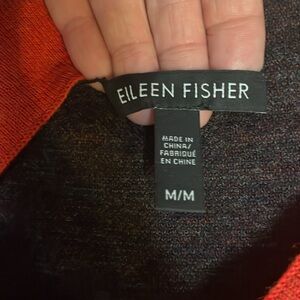 EILEEN FISHER
MADE IN
CHINA/
FABRIQUÉ
EN CHINE
M/M